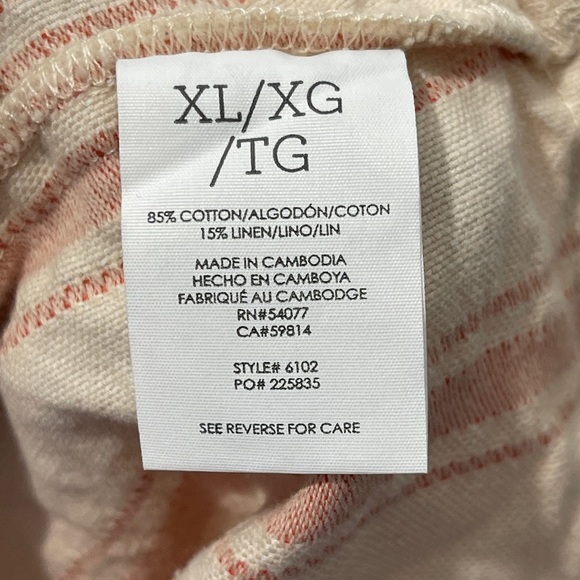 XL/XG
/TG
85% COTTON/ALGODÓN/COTON
15% LINEN/LINO/LIN
MADE IN CAMBODIA
HECHO EN CAMBOYA
FABRIQUÉ AU CAMBODGE
RN#54077
CA#59814
STYLE# 6102
PO# 225835
SEE REVERSE FOR CARE